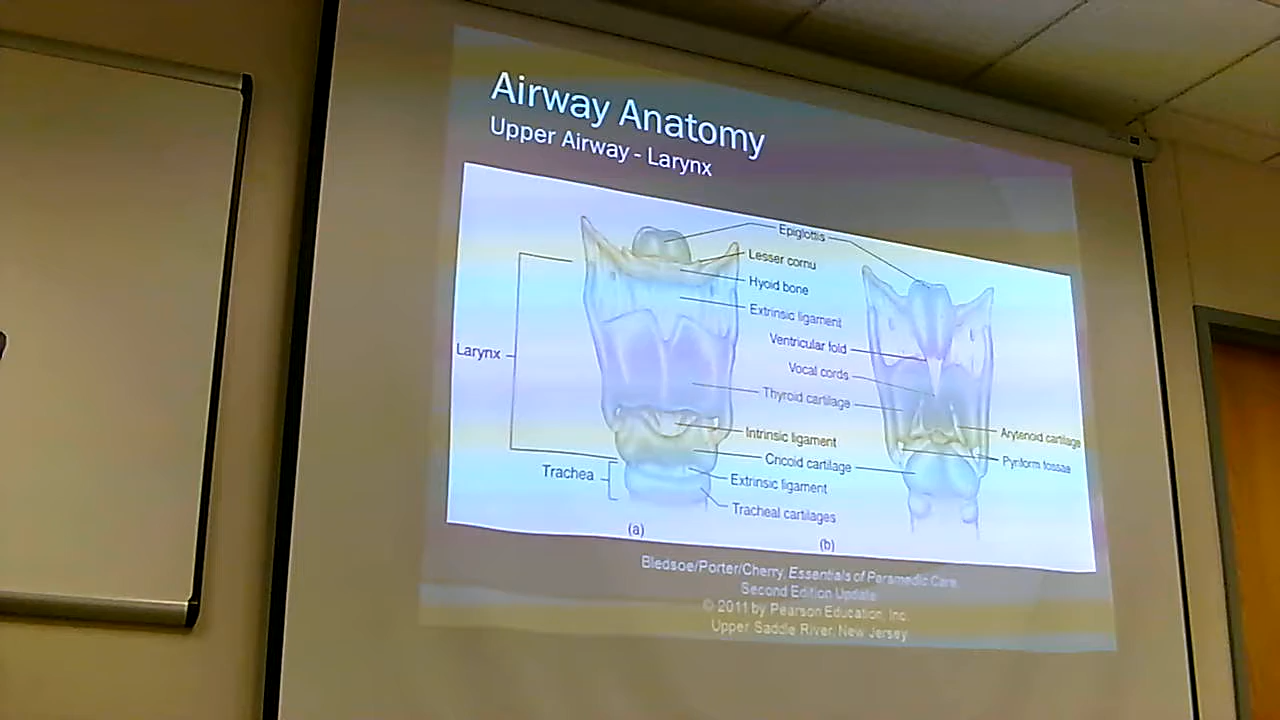 Airway Anatomy
Upper Airway - Larynx
Epiglottis
Lesser cornu
Hyoid bone
Extrinsic ligament
Ventricular fold
Larynx
Vocal cords
Thyroid cartilage
Intrinsic ligament
Arytenoid cartilage
Cricoid cartilage
Pyriform fossae
Trachea
Extrinsic ligament
Tracheal cartilages
(a)
(b)
Bledsoe/Porter/Cherry, Essentials of Paramedic Care,
Second Edition Update
© 2011 by Pearson Education, Inc.
Upper Saddle River, New Jersey